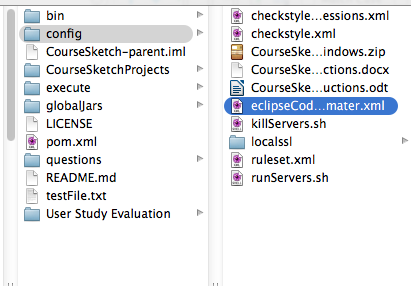 bin
config
CourseSketch-parent.iml
CourseSketchProjects
execute
globalJars
LICENSE
pom.xml
questions
README.md
testFile.txt
User Study Evaluation
checkstyle...essions.xml
checkstyle.xml
CourseSke...indows.zip
CourseSke...ctions.docx
CourseSke...uctions.odt
eclipseCod...mater.xml
killServers.sh
localssl
ruleset.xml
runServers.sh